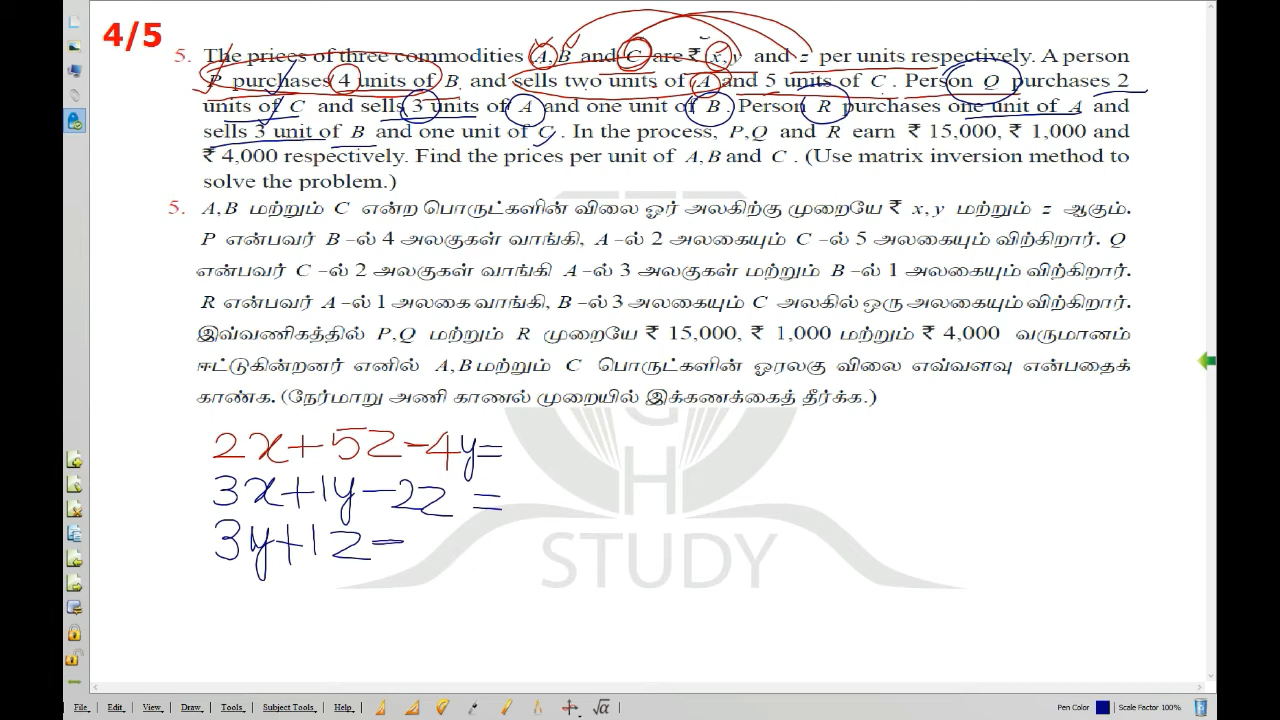 4/5
5. The prices of three commodities A, B and C are ₹ x, y and z per units respectively. A person
P purchases 4 units of B and sells two units of A and 5 units of C. Person Q purchases 2
units of C and sells 3 units of A and one unit of B. Person R purchases one unit of A and
sells 3 unit of B and one unit of C. In the process, P,Q and R earn ₹ 15,000, ₹ 1,000 and
₹ 4,000 respectively. Find the prices per unit of A, B and C. (Use matrix inversion method to
solve the problem.)
5. A, B மற்றும் C என்ற பொருட்களின் விலை ஓர் அலகிற்கு முறையே ₹ x, y மற்றும் z ஆகும்.
P என்பவர் B-ல் 4 அலகுகள் வாங்கி, A-ல் 2 அலகையும் C-ல் 5 அலகையும் விற்கிறார். Q
என்பவர் C-ல் 2 அலகுகள் வாங்கி A-ல் 3 அலகுகள் மற்றும் B-ல் 1 அலகையும் விற்கிறார்.
R என்பவர் A-ல் 1 அலகை வாங்கி, B-ல் 3 அலகையும் C அலகில் ஒரு அலகையும் விற்கிறார்.
இவ்வணிகத்தில் P,Q மற்றும் R முறையே ₹ 15,000, ₹ 1,000 மற்றும் ₹ 4,000 வருமானம்
ஈட்டுகின்றனர் எனில் A, B மற்றும் C பொருட்களின் ஓரலகு விலை எவ்வளவு என்பதைக்
காண்க. (நேர்மாறு அணி காணல் முறையில் இக்கணக்கைத் தீர்க்க.)
2x+5z-4y=
3x+1y-2z =
3y+1z-
GH
STUDY
File Edit View Draw Tools Subject Tools Help √α Pen Color Scale Factor 100%